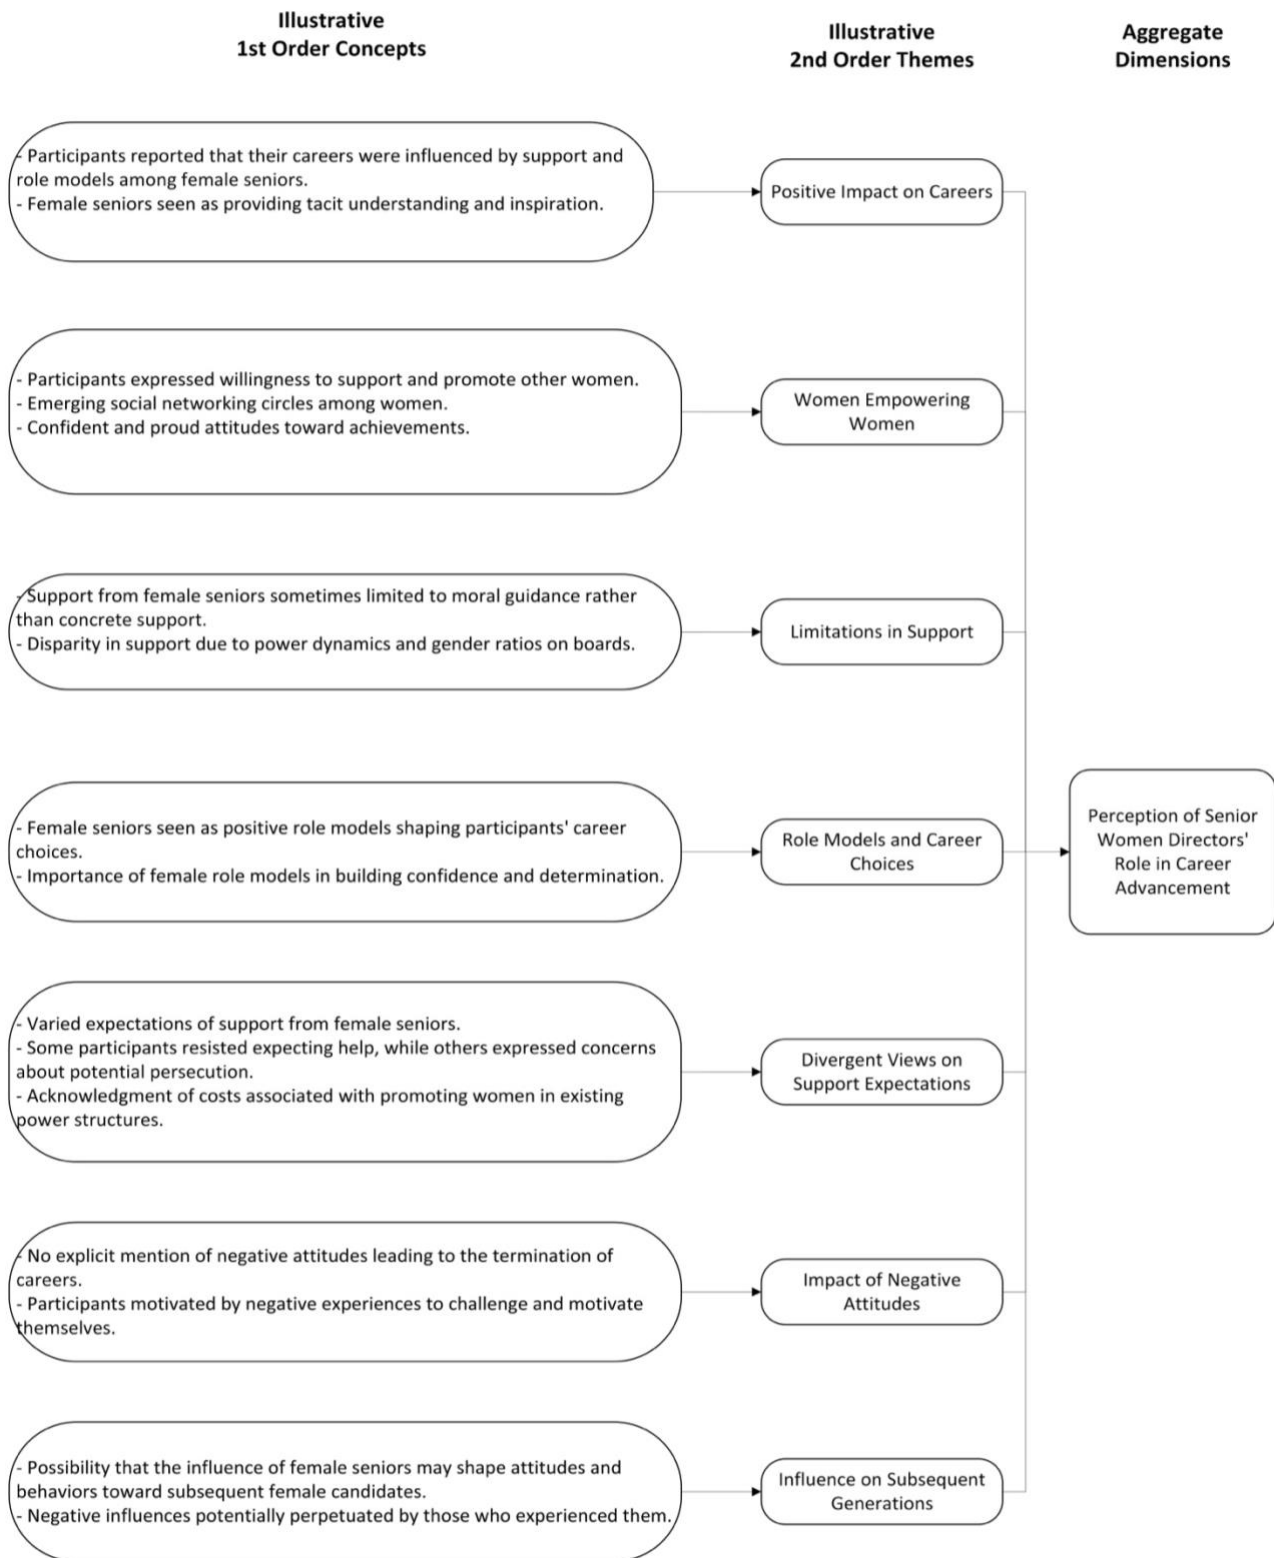 Illustrative
1st Order Concepts
Illustrative
2nd Order Themes
Aggregate
Dimensions
- Participants reported that their careers were influenced by support and
role models among female seniors.
- Female seniors seen as providing tacit understanding and inspiration.
Positive Impact on Careers
- Participants expressed willingness to support and promote other women.
- Emerging social networking circles among women.
- Confident and proud attitudes toward achievements.
Women Empowering
Women
- Support from female seniors sometimes limited to moral guidance rather
than concrete support.
- Disparity in support due to power dynamics and gender ratios on boards.
Limitations in Support
- Female seniors seen as positive role models shaping participants' career
choices.
- Importance of female role models in building confidence and determination.
Role Models and Career
Choices
Perception of Senior
Women Directors'
Role in Career
Advancement
- Varied expectations of support from female seniors.
- Some participants resisted expecting help, while others expressed concerns
about potential persecution.
- Acknowledgment of costs associated with promoting women in existing
power structures.
Divergent Views on
Support Expectations
- No explicit mention of negative attitudes leading to the termination of
careers.
- Participants motivated by negative experiences to challenge and motivate
themselves.
Impact of Negative
Attitudes
- Possibility that the influence of female seniors may shape attitudes and
behaviors toward subsequent female candidates.
- Negative influences potentially perpetuated by those who experienced them.
Influence on Subsequent
Generations